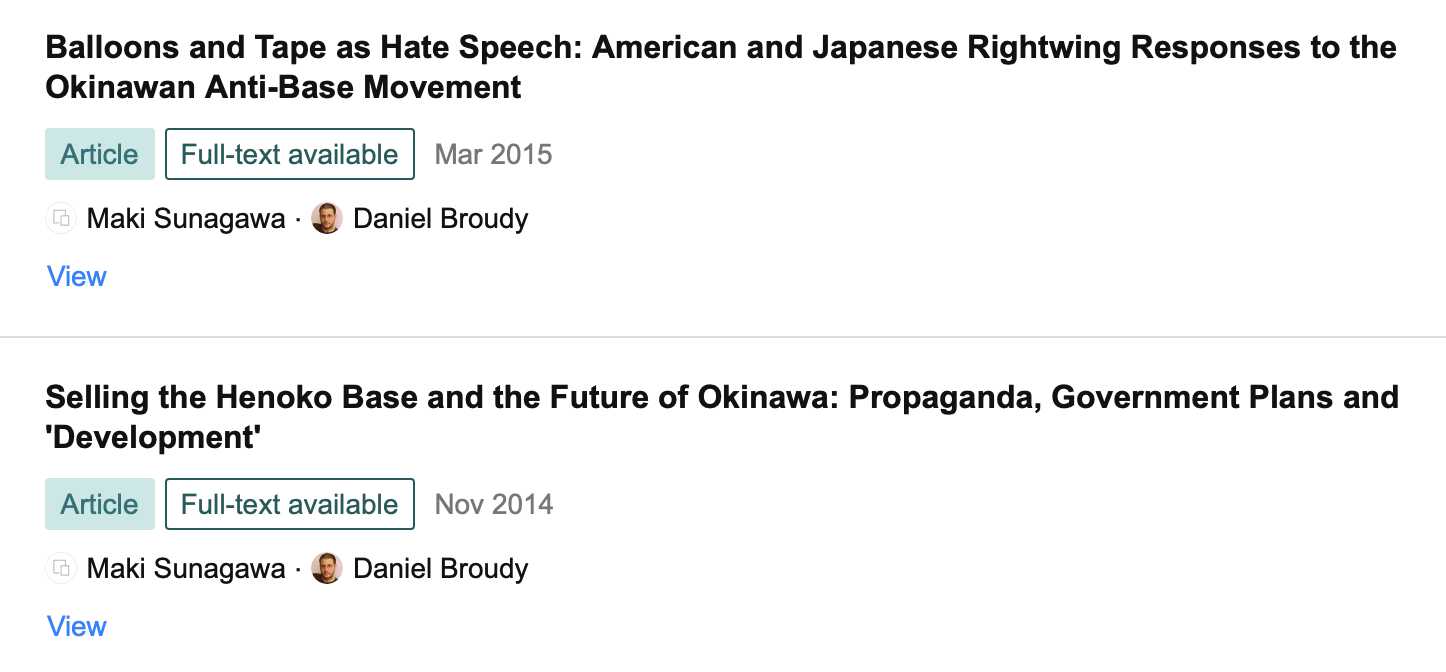 Balloons and Tape as Hate Speech: American and Japanese Rightwing Responses to the
Okinawan Anti-Base Movement
Article Full-text available Mar 2015
Maki Sunagawa · Daniel Broudy
View
Selling the Henoko Base and the Future of Okinawa: Propaganda, Government Plans and
'Development'
Article Full-text available Nov 2014
Maki Sunagawa · Daniel Broudy
View